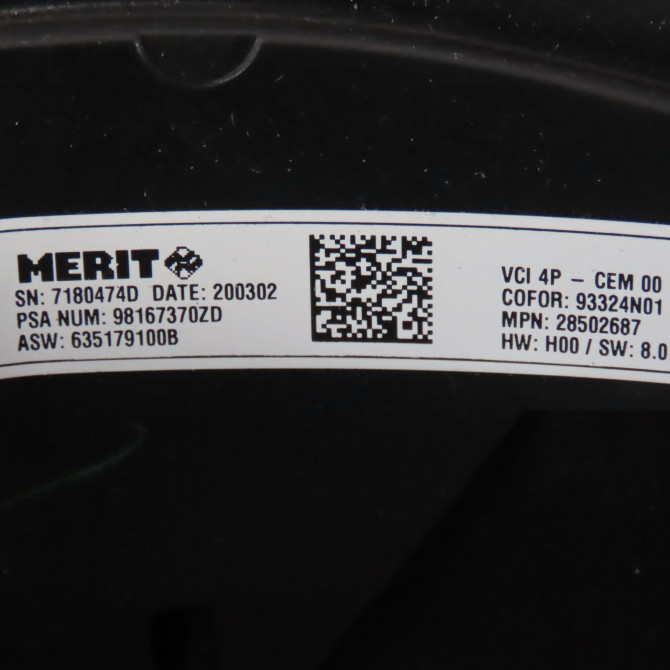 MERIT
SN: 7180474D DATE: 200302
PSA NUM: 98167370ZD
ASW: 635179100B
VCI 4P – CEM 00
COFOR: 93324N01
MPN: 28502687
HW: H00 / SW: 8.0